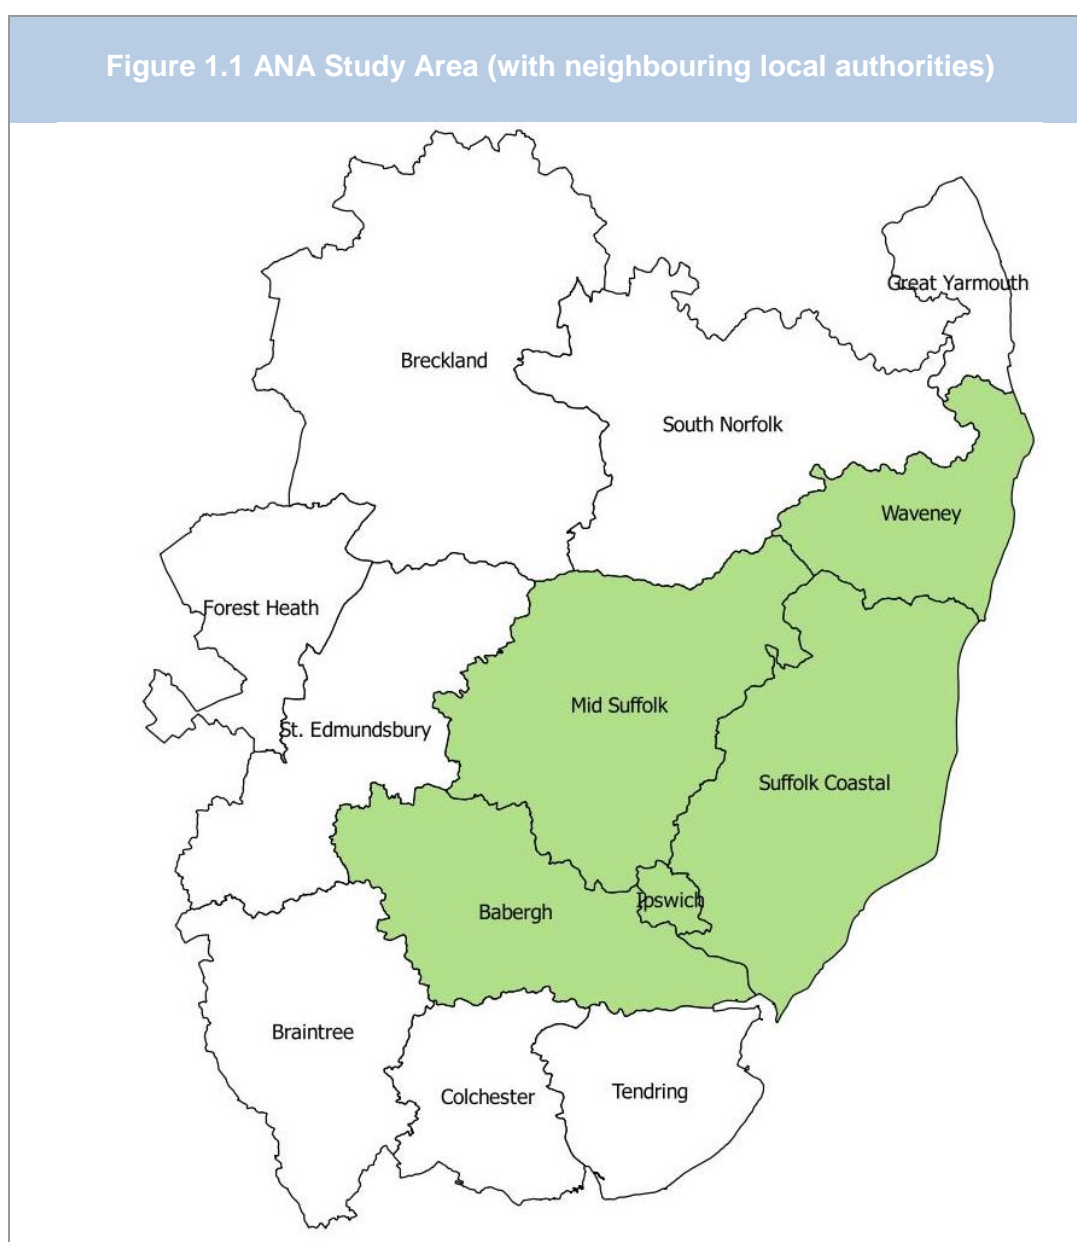 Figure 1.1 ANA Study Area (with neighbouring local authorities)
Great Yarmouth
Breckland
South Norfolk
Waveney
Forest Heath
Mid Suffolk
St. Edmundsbury
Suffolk Coastal
Ipswich
Babergh
Braintree
Tendring
Colchester